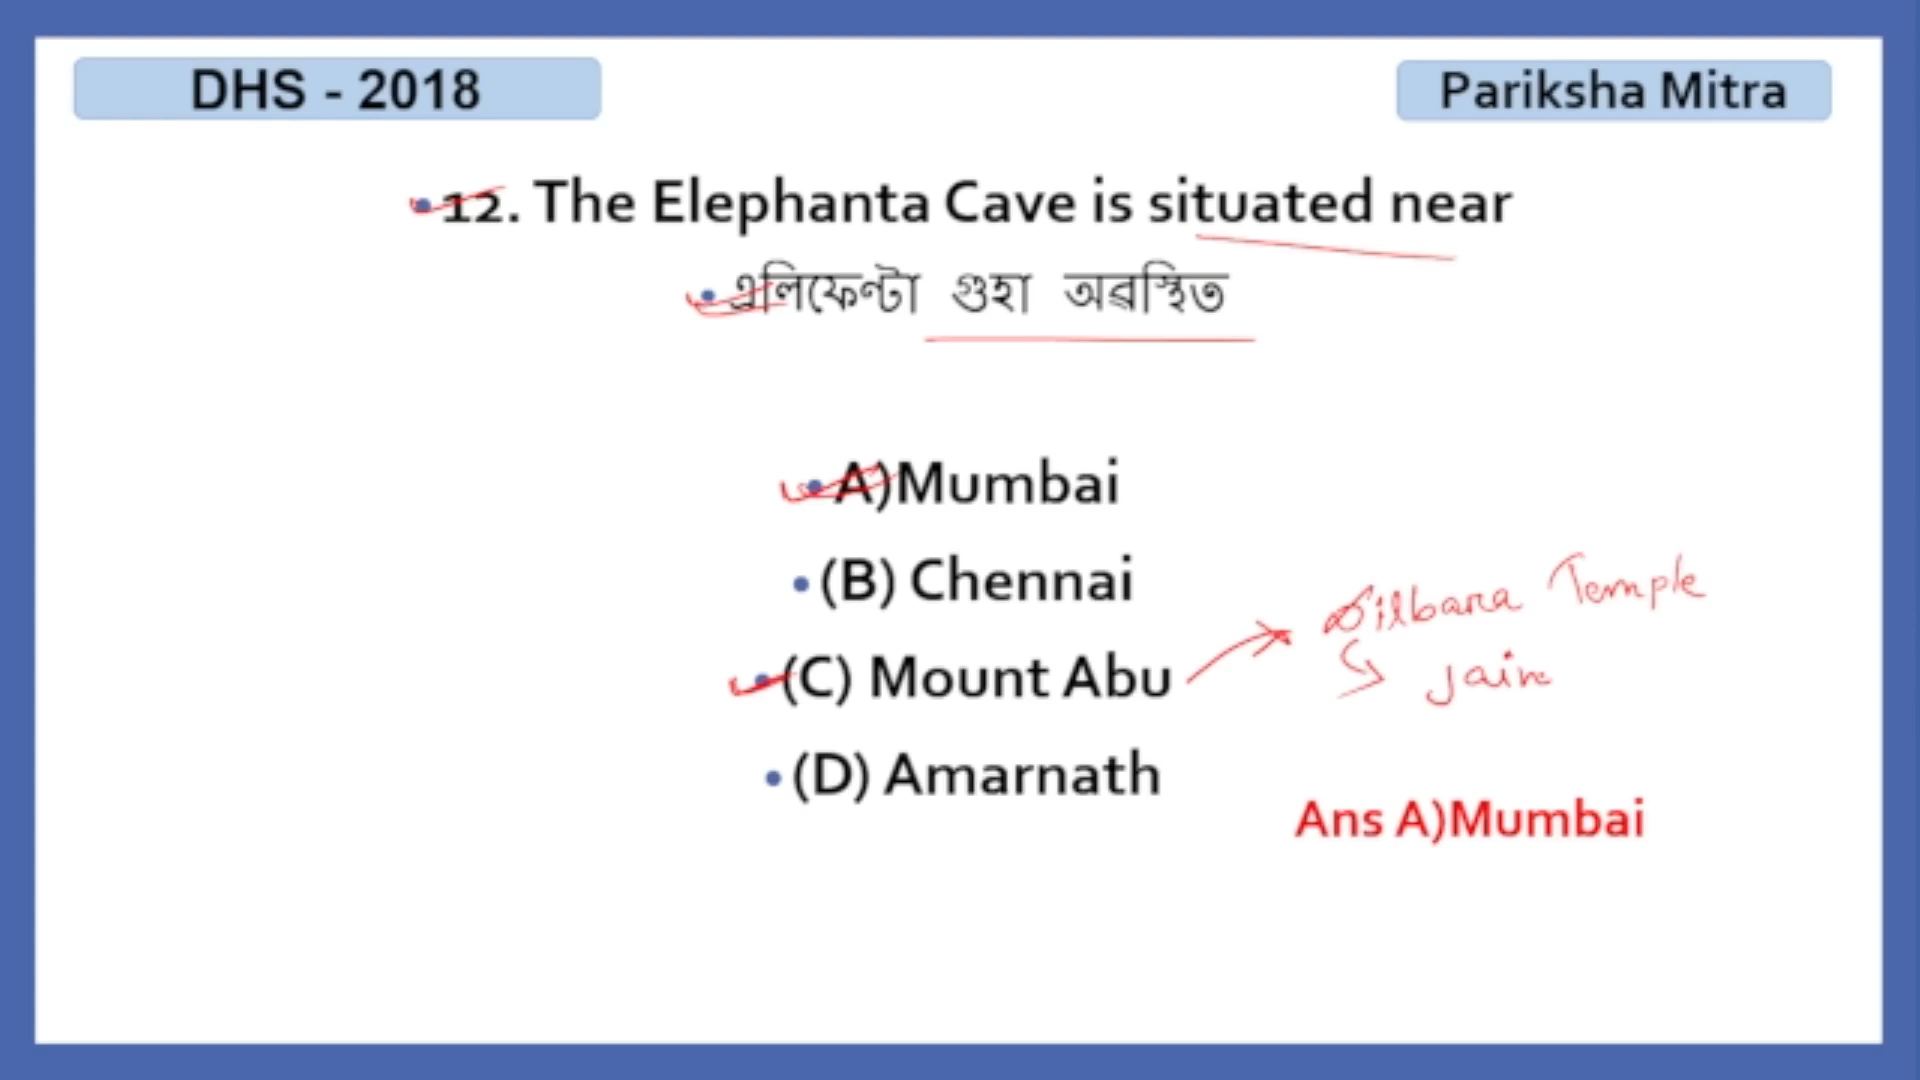 DHS - 2018
Pariksha Mitra
12. The Elephanta Cave is situated near
এলিফেন্টা গুহা অৱস্থিত
A)Mumbai
(B) Chennai
(C) Mount Abu
Dilbara Temple
Jain
(D) Amarnath
Ans A)Mumbai